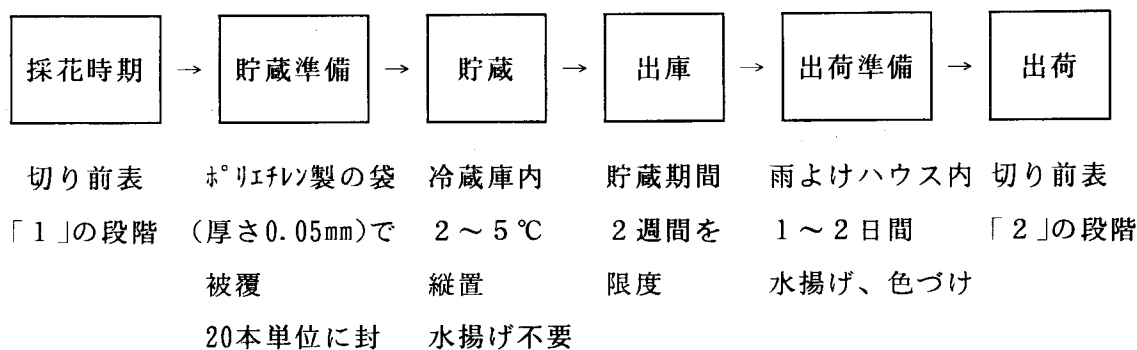 採花時期 → 貯蔵準備 → 貯蔵 → 出庫 → 出荷準備 → 出荷
切り前表 ﾎﾟﾘｴﾁﾚﾝ製の袋 冷蔵庫内 貯蔵期間 雨よけハウス内 切り前表
「1」の段階 (厚さ0.05mm)で 2～5℃ 2週間を 1～2日間 「2」の段階
被覆 縦置 限度 水揚げ、色づけ
20本単位に封 水揚げ不要